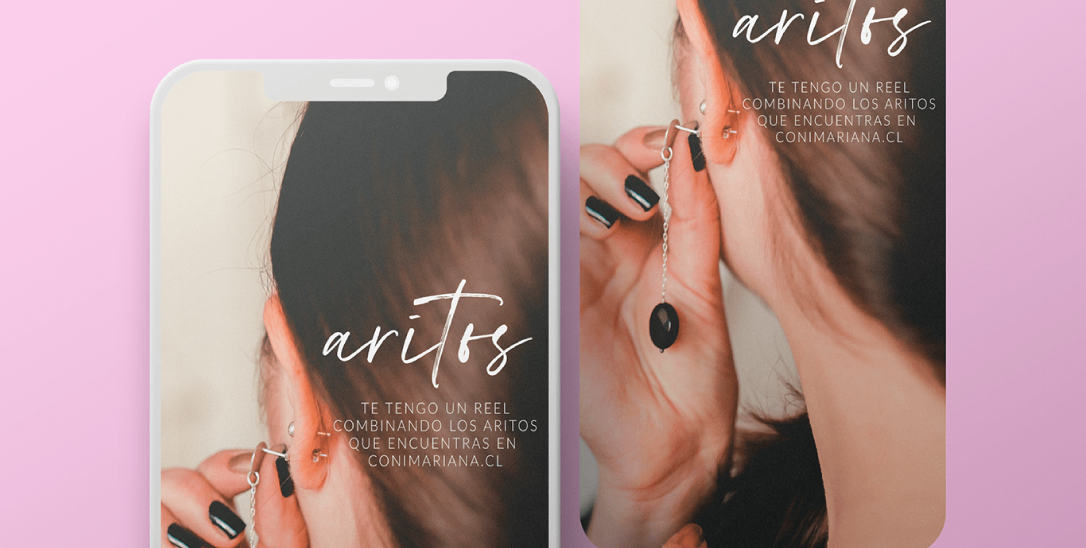 aritos
TE TENGO UN REEL
COMBINANDO LOS ARITOS
QUE ENCUENTRAS EN
CONIMARIANA.CL
aritos
TE TENGO UN REEL
COMBINANDO LOS ARITOS
QUE ENCUENTRAS EN
CONIMARIANA.CL